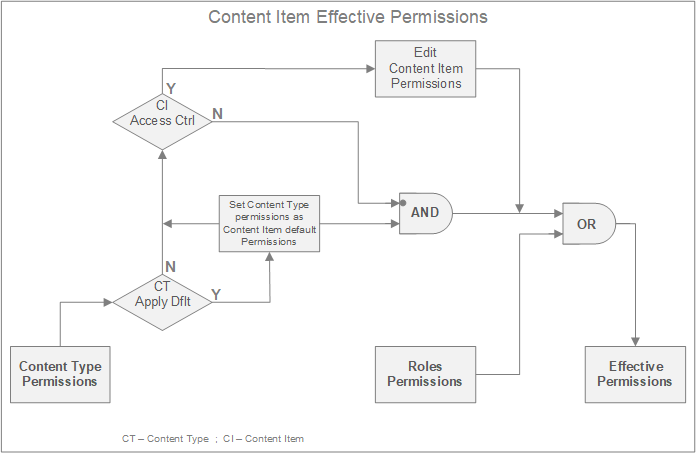 Content Item Effective Permissions
Edit
Content Item
Permissions
Y
CI
Access Ctrl
N
Set Content Type
permissions as
Content Item default
Permissions
AND
OR
N
CT
Apply Dflt
Y
Content Type
Permissions
Roles
Permissions
Effective
Permissions
CT – Content Type ; CI – Content Item